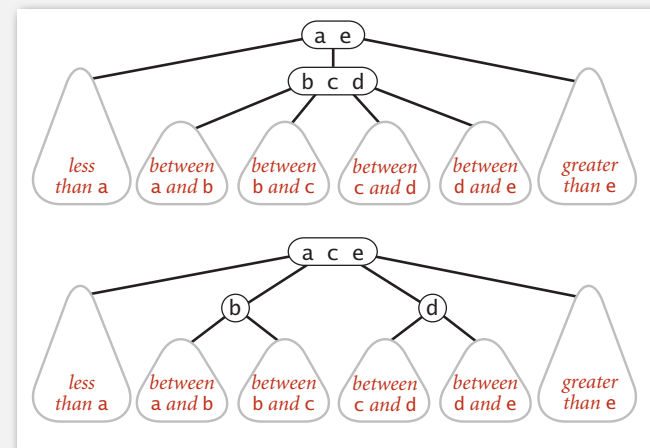 a e
b c d
less between between between between greater
than a a and b b and c c and d d and e than e
a c e
b d
less between between between between greater
than a a and b b and c c and d d and e than e